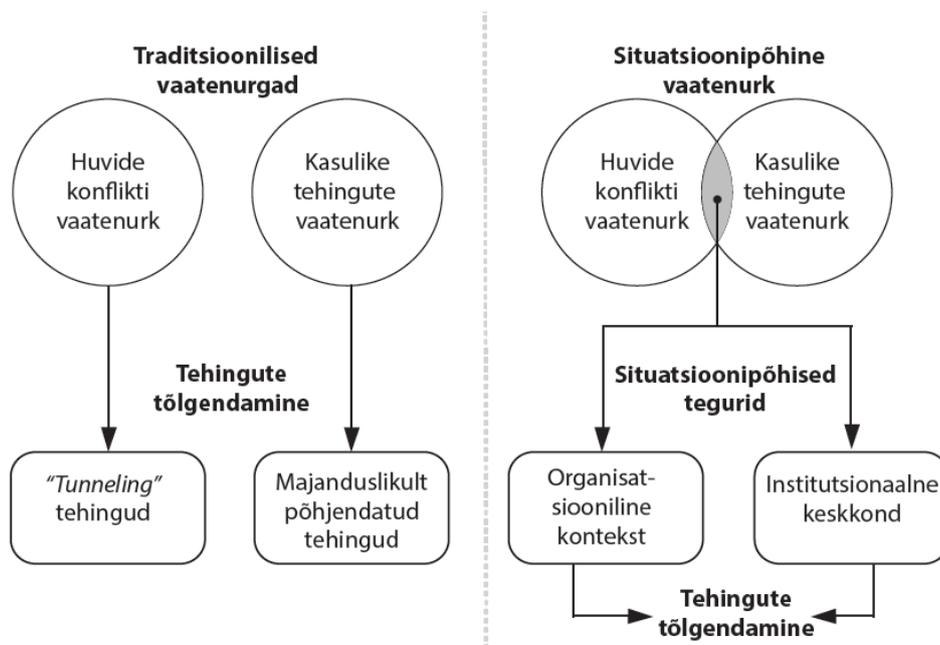 Traditsioonilised
vaatenurgad
Huvide
konflikti
vaatenurk
Kasulike
tehingute
vaatenurk
Tehingute
tõlgendamine
“Tunneling”
tehingud
Majanduslikult
põhjendatud
tehingud
Situatsioonipõhine
vaatenurk
Huvide
konflikti
vaatenurk
Kasulike
tehingute
vaatenurk
Situatsioonipõhised
tegurid
Organisat-
siooniline
kontekst
Institutsionaalne
keskkond
Tehingute
tõlgendamine